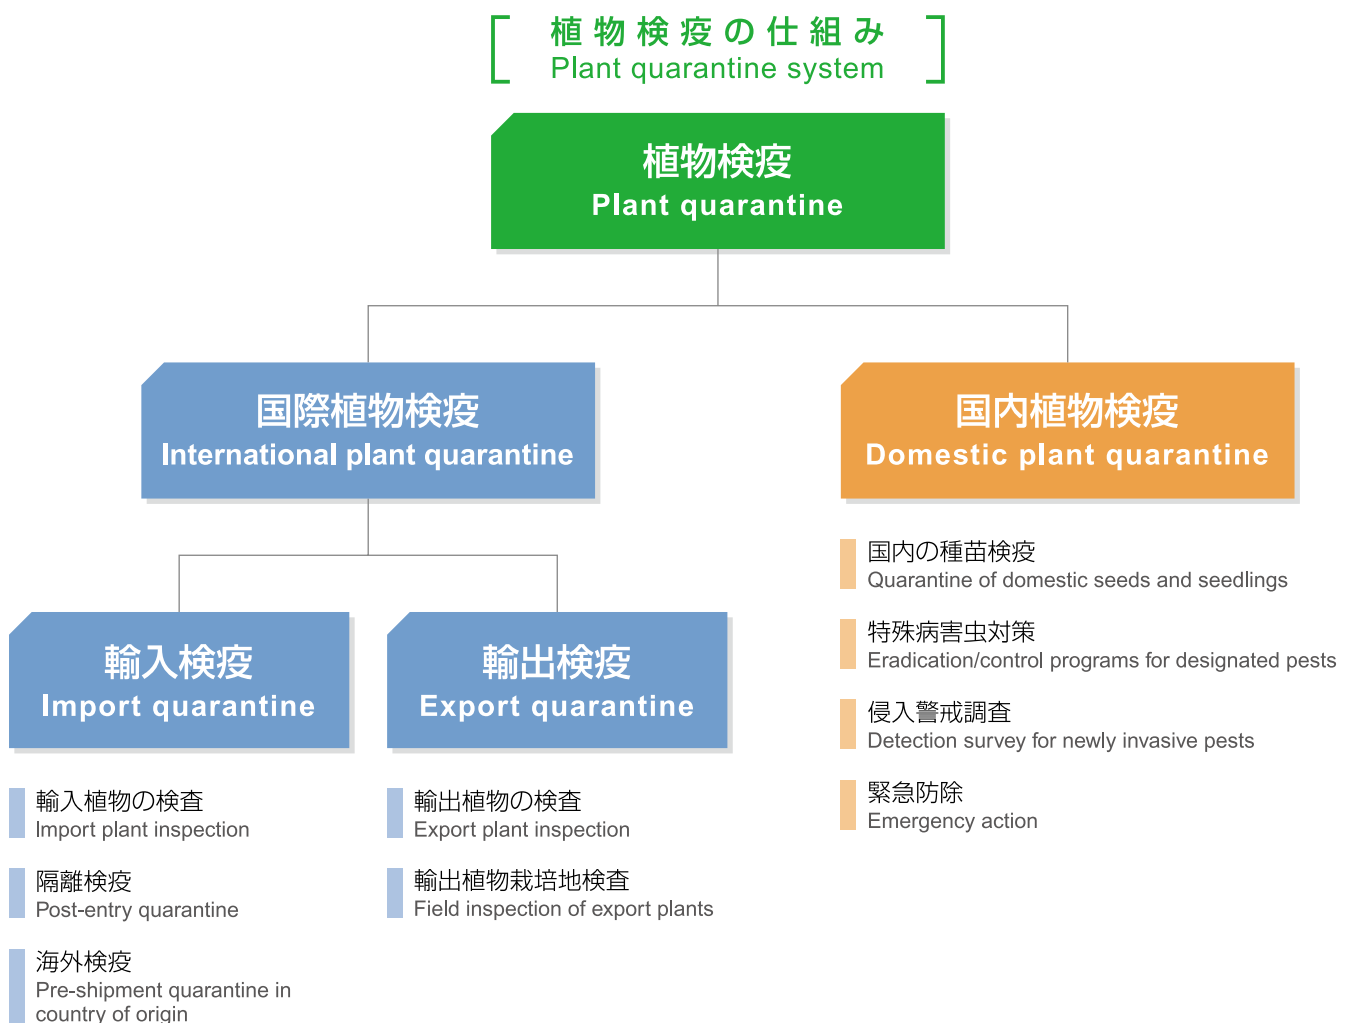 植物検疫の仕組み
Plant quarantine system
植物検疫
Plant quarantine
国際植物検疫
International plant quarantine
国内植物検疫
Domestic plant quarantine
輸入検疫
Import quarantine
輸入植物の検査
Import plant inspection
隔離検疫
Post-entry quarantine
海外検疫
Pre-shipment quarantine in
country of origin
輸出検疫
Export quarantine
輸出植物の検査
Export plant inspection
輸出植物栽培地検査
Field inspection of export plants
国内の種苗検疫
Quarantine of domestic seeds and seedlings
特殊病害虫対策
Eradication/control programs for designated pests
侵入警戒調査
Detection survey for newly invasive pests
緊急防除
Emergency action